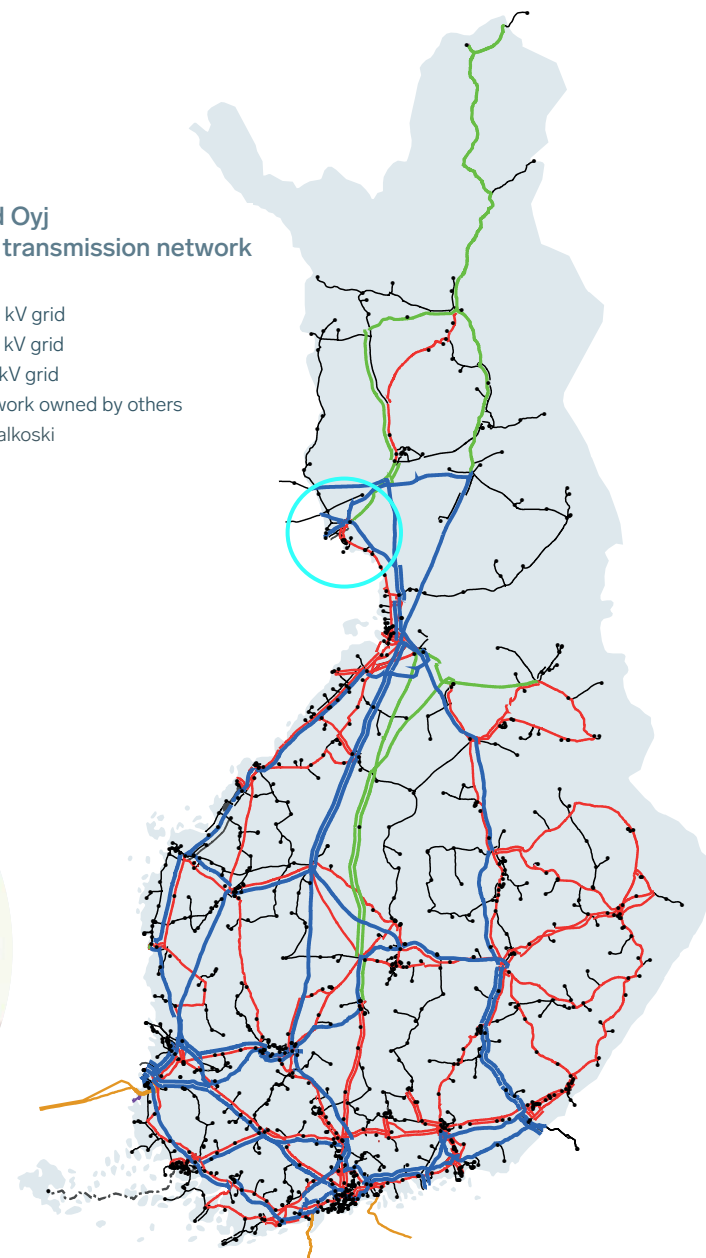 d Oyj
transmission network
kV grid
kV grid
kV grid
work owned by others
alkoski